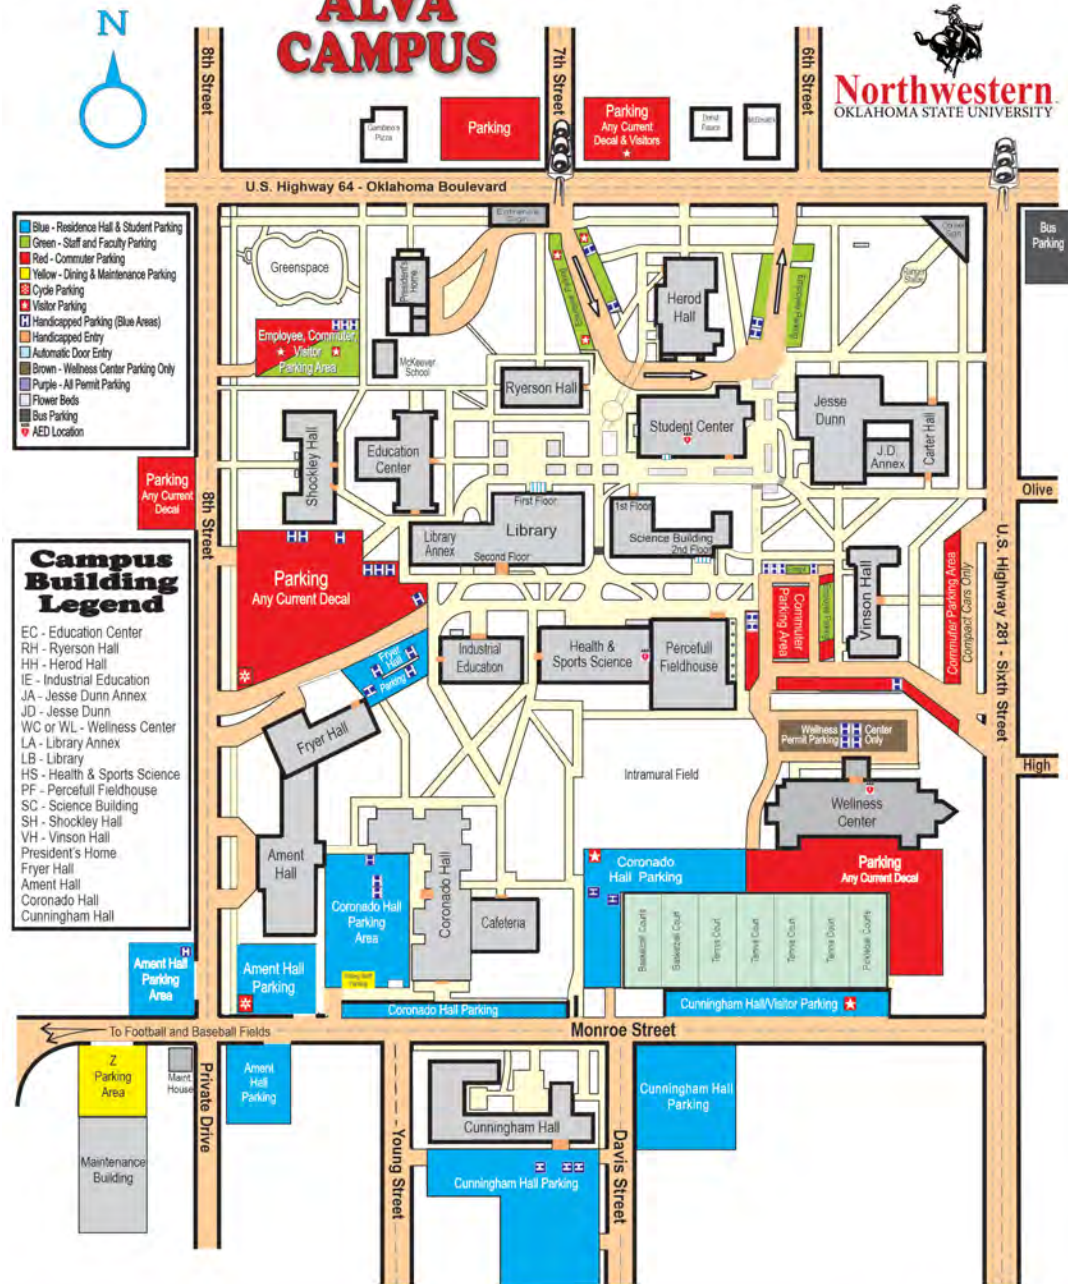 ALVA
CAMPUS
N
8th Street
7th Street
6th Street
Northwestern
OKLAHOMA STATE UNIVERSITY
Parking
Parking
Any Current
Decal & Visitors
U.S. Highway 64 - Oklahoma Boulevard
Entrance
Sign
Bus
Parking
Blue - Residence Hall & Student Parking
Green - Staff and Faculty Parking
Red - Commuter Parking
Yellow - Dining & Maintenance Parking
Cycle Parking
Visitor Parking
Handicapped Parking (Blue Areas)
Handicapped Entry
Automatic Door Entry
Brown - Wellness Center Parking Only
Purple - All Permit Parking
Flower Beds
Bus Parking
AED Location
Greenspace
President's
Home
Herod
Hall
Employee Parking
Employee, Commuter,
Visitor
Parking Area
McKeever
School
Ryerson Hall
Student Center
Jesse
Dunn
J.D.
Annex
Carter Hall
Shockley Hall
Education
Center
Parking
Any Current
Decal
8th Street
Olive
First Floor
Library
Library
Annex
Second Floor
1st Floor
Science Building
2nd Floor
U.S. Highway 281 - Sixth Street
Commuter Parking Area
Compact Cars Only
Vinson Hall
Commuter
Parking Area
Parking
Any Current Decal
Campus
Building
Legend
EC - Education Center
RH - Ryerson Hall
HH - Herod Hall
IE - Industrial Education
JA - Jesse Dunn Annex
JD - Jesse Dunn
WC or WL - Wellness Center
LA - Library Annex
LB - Library
HS - Health & Sports Science
PF - Percefull Fieldhouse
SC - Science Building
SH - Shockley Hall
VH - Vinson Hall
President's Home
Fryer Hall
Ament Hall
Coronado Hall
Cunningham Hall
Fryer
Hall
Parking
Industrial
Education
Health &
Sports Science
Percefull
Fieldhouse
Fryer Hall
Wellness Center
Permit Parking Only
High
Intramural Field
Wellness
Center
Ament
Hall
Coronado Hall
Parking
Area
Coronado Hall
Cafeteria
Coronado
Hall Parking
Parking
Any Current Decal
Basketball Courts
Basketball Court
Tennis Court
Tennis Court
Tennis Court
Tennis Court
Pickleball Courts
Ament Hall
Parking
Area
Ament Hall
Parking
Coronado Hall Parking
Cunningham Hall/Visitor Parking
To Football and Baseball Fields
Monroe Street
Z
Parking
Area
Maint.
House
Private Drive
Ament
Hall
Parking
Cunningham Hall
Parking
Cunningham Hall
Maintenance
Building
Young Street
Davis Street
Cunningham Hall Parking